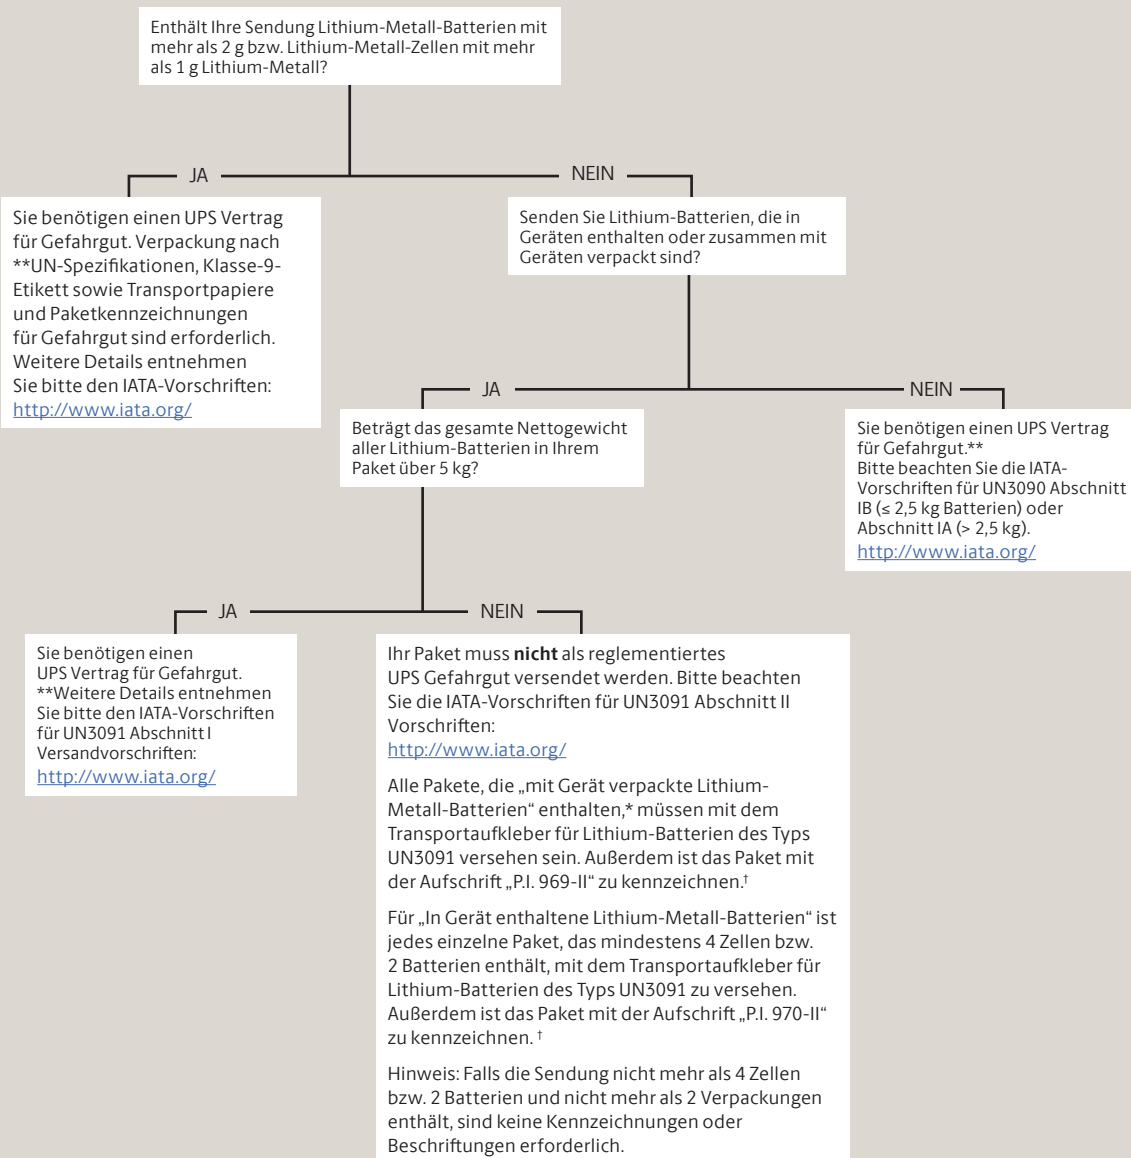 Enthält Ihre Sendung Lithium-Metall-Batterien mit
mehr als 2 g bzw. Lithium-Metall-Zellen mit mehr
als 1 g Lithium-Metall?
JA
NEIN
Sie benötigen einen UPS Vertrag
für Gefahrgut. Verpackung nach
**UN-Spezifikationen, Klasse-9-
Etikett sowie Transportpapiere
und Paketkennzeichnungen
für Gefahrgut sind erforderlich.
Weitere Details entnehmen
Sie bitte den IATA-Vorschriften:
http://www.iata.org/
Senden Sie Lithium-Batterien, die in
Geräten enthalten oder zusammen mit
Geräten verpackt sind?
JA
NEIN
Beträgt das gesamte Nettogewicht
aller Lithium-Batterien in Ihrem
Paket über 5 kg?
Sie benötigen einen UPS Vertrag
für Gefahrgut.**
Bitte beachten Sie die IATA-
Vorschriften für UN3090 Abschnitt
IB (≤ 2,5 kg Batterien) oder
Abschnitt IA (> 2,5 kg).
http://www.iata.org/
JA
NEIN
Sie benötigen einen
UPS Vertrag für Gefahrgut.
**Weitere Details entnehmen
Sie bitte den IATA-Vorschriften
für UN3091 Abschnitt I
Versandvorschriften:
http://www.iata.org/
Ihr Paket muss nicht als reglementiertes
UPS Gefahrgut versendet werden. Bitte beachten
Sie die IATA-Vorschriften für UN3091 Abschnitt II
Vorschriften:
http://www.iata.org/
Alle Pakete, die „mit Gerät verpackte Lithium-
Metall-Batterien“ enthalten,* müssen mit dem
Transportaufkleber für Lithium-Batterien des Typs
UN3091 versehen sein. Außerdem ist das Paket mit
der Aufschrift „P.I. 969-II“ zu kennzeichnen.†
Für „In Gerät enthaltene Lithium-Metall-Batterien“ ist
jedes einzelne Paket, das mindestens 4 Zellen bzw.
2 Batterien enthält, mit dem Transportaufkleber für
Lithium-Batterien des Typs UN3091 zu versehen.
Außerdem ist das Paket mit der Aufschrift „P.I. 970-II“
zu kennzeichnen. †
Hinweis: Falls die Sendung nicht mehr als 4 Zellen
bzw. 2 Batterien und nicht mehr als 2 Verpackungen
enthält, sind keine Kennzeichnungen oder
Beschriftungen erforderlich.